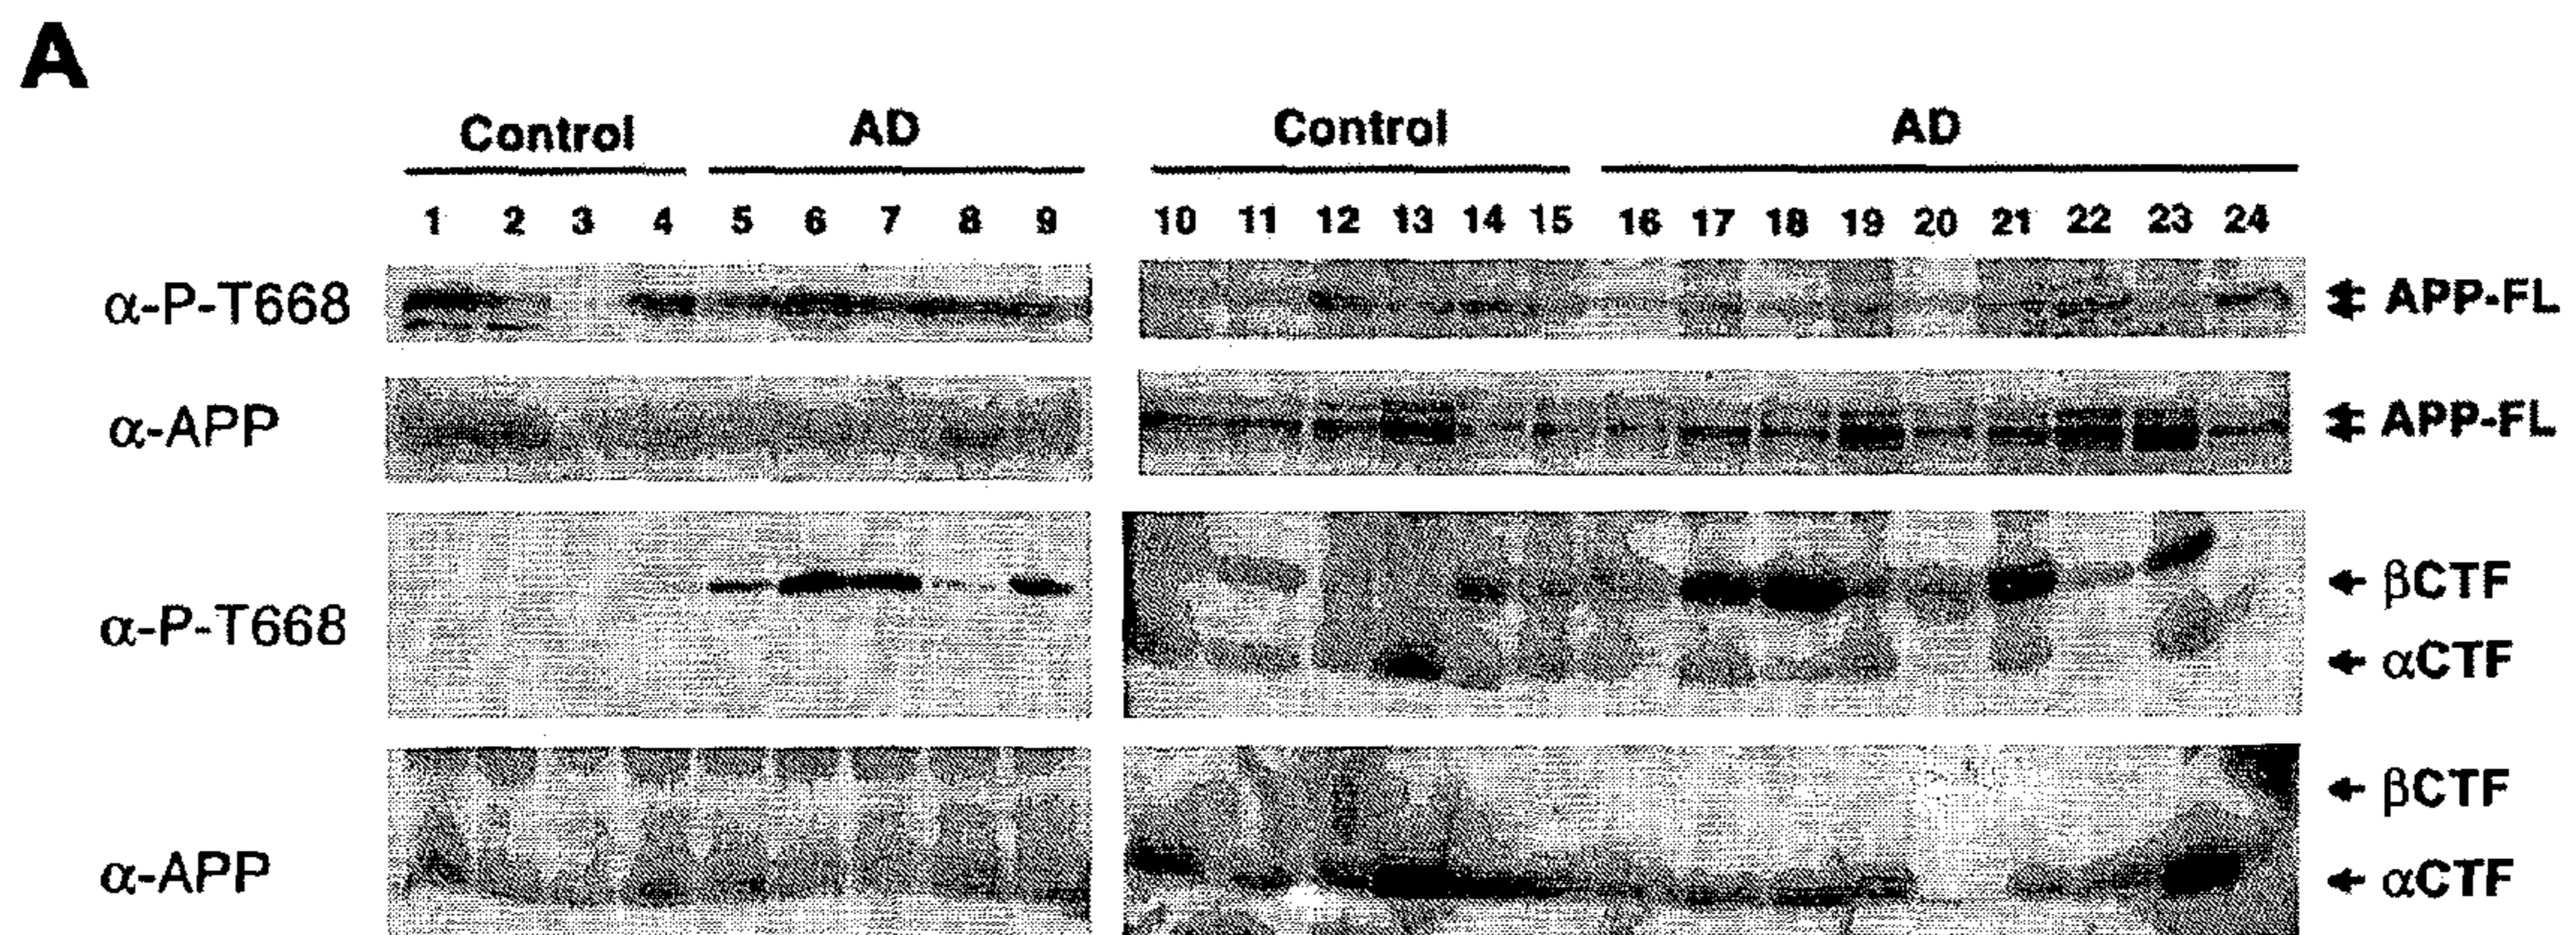 A
Control AD Control AD
1 2 3 4 5 6 7 8 9 10 11 12 13 14 15 16 17 18 19 20 21 22 23 24
α-P-T668 APP-FL
α-APP APP-FL
α-P-T668 βCTF
αCTF
α-APP βCTF
αCTF